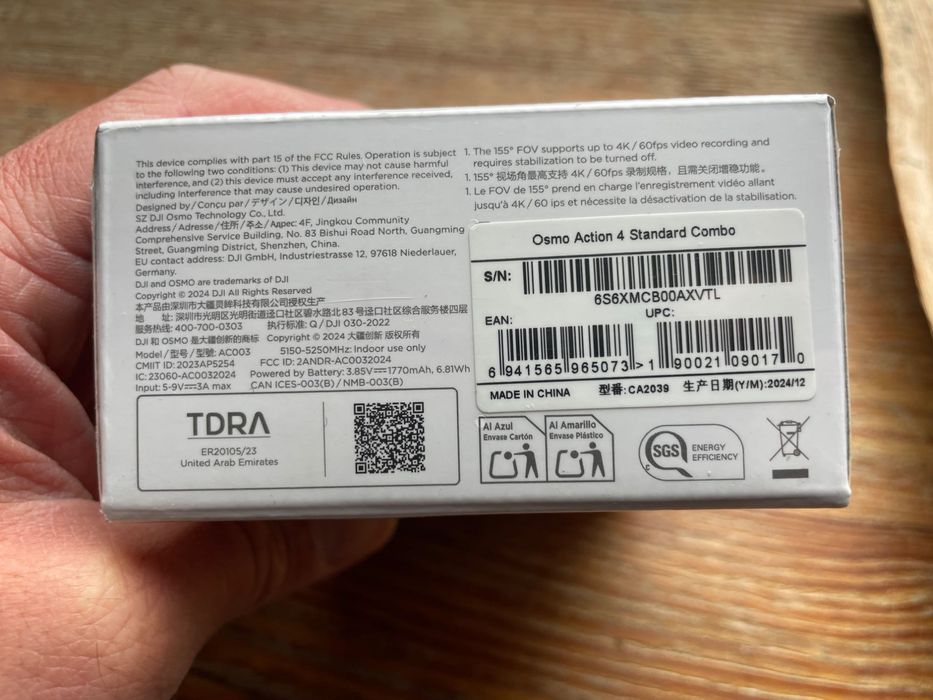 This device complies with part 15 of the FCC Rules. Operation is subject
to the following two conditions: (1) This device may not cause harmful
interference, and (2) this device must accept any interference received,
including Interference that may cause undesired operation.
Designed by / Conçu par / デザイン / 디자인 / Дизайн
SZ DJI Osmo Technology Co., Ltd.
Address / Adresse / 住所 / 주소 / Адрес: 4F, Jingkou Community
Comprehensive Service Building, No. 83 Bishui Road North, Guangming
Street, Guangming District, Shenzhen, China.
EU contact address: DJI GmbH, Industriestrasse 12, 97618 Niederlauer,
Germany.
DJI and OSMO are trademarks of DJI
Copyright © 2024 DJI All Rights Reserved
本产品由深圳市大疆灵眸科技有限公司授权生产
地 址: 深圳市光明区光明街道迳口社区碧水路北 83 号迳口社区综合服务楼四层
服务热线: 400-700-0303 执行标准: Q / DJI 030-2022
DJI 和 OSMO 是大疆创新的商标 Copyright © 2024 大疆创新 版权所有
Model / 型号 / 型號: AC003 5150-5250MHz: Indoor use only
CMIIT ID: 2023AP5254 FCC ID: 2ANDR-AC0032024
IC: 23060-AC0032024 Powered by Battery: 3.85V⎓1770mAh, 6.81Wh
Input: 5-9V⎓3A max CAN ICES-003(B) / NMB-003(B)
TDRA
ER20105/23
United Arab Emirates
1. The 155° FOV supports up to 4K / 60fps video recording and
requires stabilization to be turned off.
1. 155° 视场角最高支持 4K / 60fps 录制规格，且需关闭增稳功能。
1. Le FOV de 155° prend en charge l'enregistrement vidéo allant
jusqu'à 4K / 60 ips et nécessite la désactivation de la stabilisation.
Osmo Action 4 Standard Combo
S/N:
6S6XMCB00AXVTL
EAN: UPC:
6 941565 965073 > 1 90021 09017 0
MADE IN CHINA 型番: CA2039 生产日期(Y/M):2024/12
Al Azul
Envase Cartón
Al Amarillo
Envase Plástico
SGS
C
ENERGY
EFFICIENCY